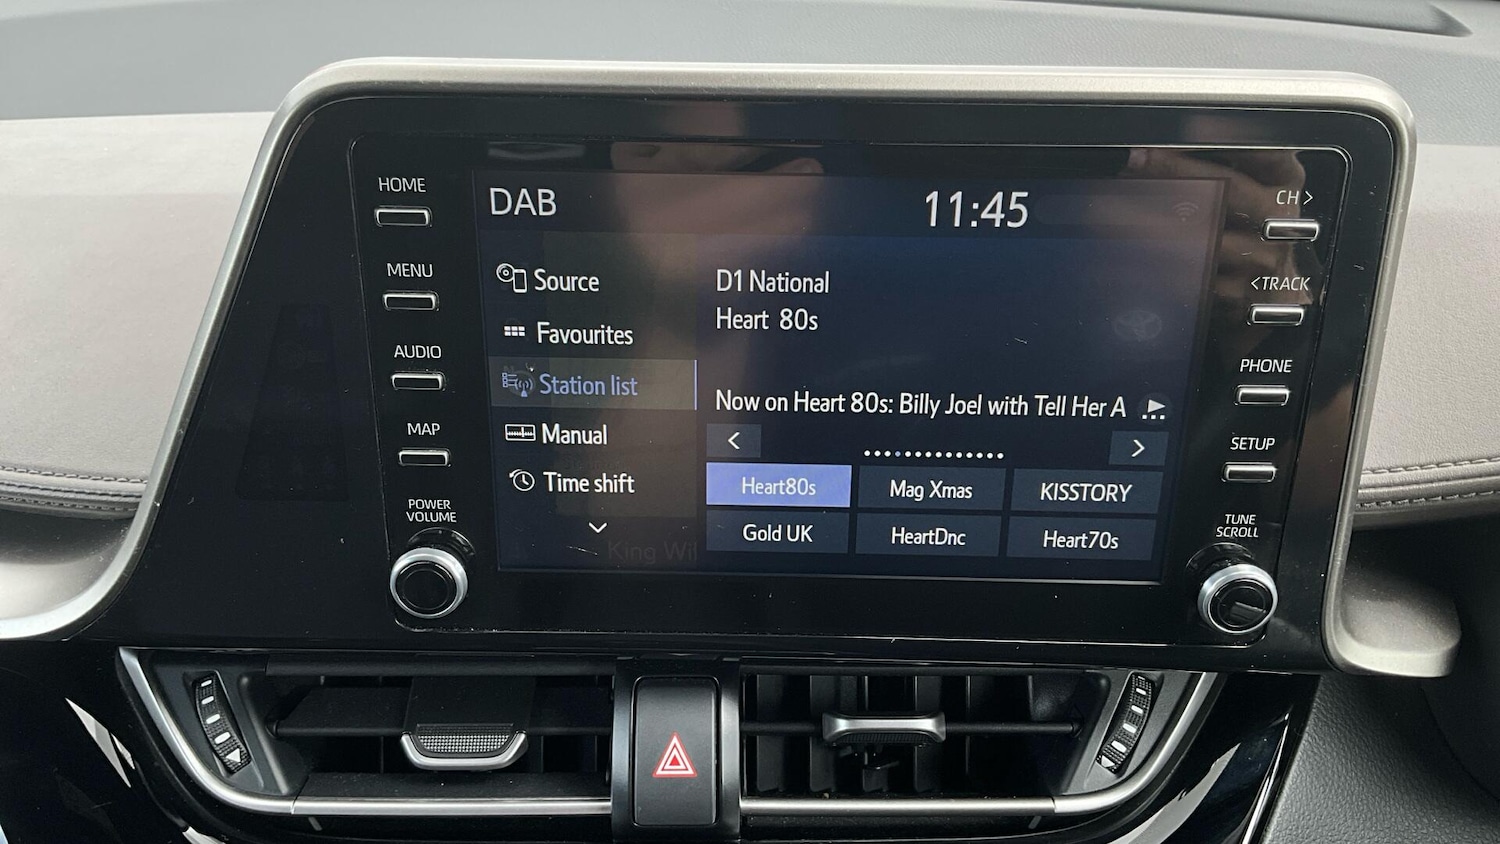 HOME
MENU
AUDIO
MAP
POWER
VOLUME
DAB
11:45
Source
Favourites
Station list
Manual
Time shift
D1 National
Heart 80s
Now on Heart 80s: Billy Joel with Tell Her A
<
>
Heart80s
Mag Xmas
KISSTORY
Gold UK
HeartDnc
Heart70s
King Wil
CH >
< TRACK
PHONE
SETUP
TUNE
SCROLL